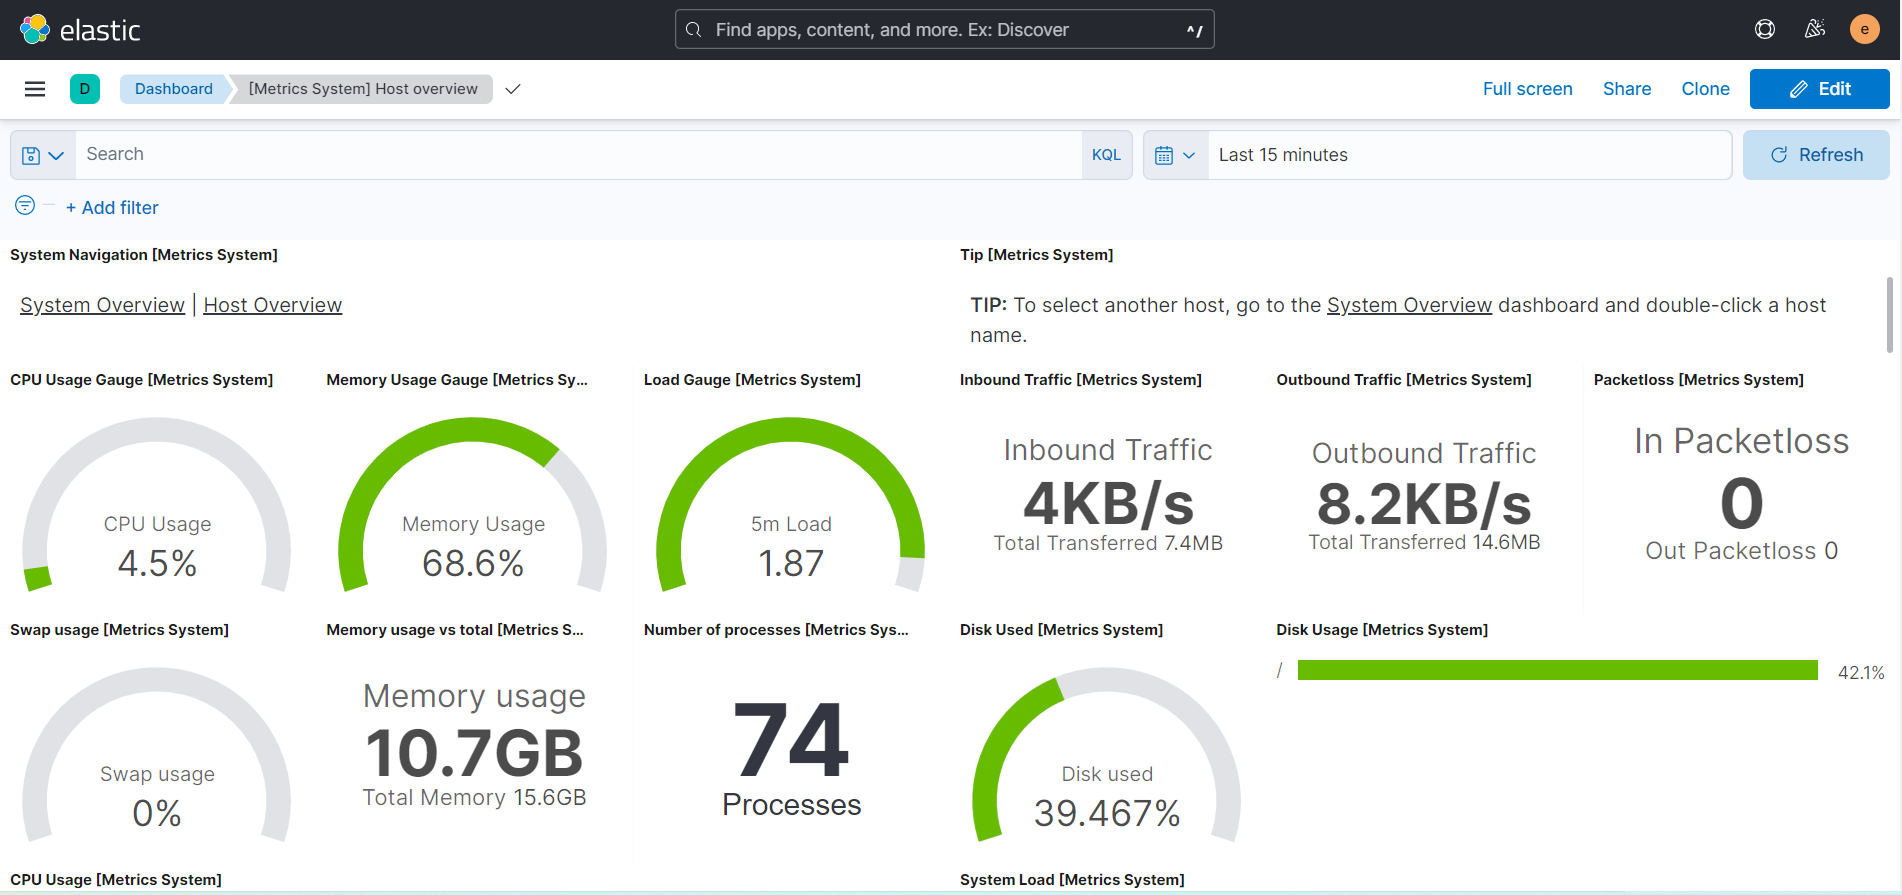 elastic
Find apps, content, and more. Ex: Discover
^/
e
D
Dashboard
[Metrics System] Host overview
Full screen
Share
Clone
Edit
Search
KQL
Last 15 minutes
Refresh
+ Add filter
System Navigation [Metrics System]
System Overview | Host Overview
Tip [Metrics System]
TIP: To select another host, go to the System Overview dashboard and double-click a host
name.
CPU Usage Gauge [Metrics System]
CPU Usage
4.5%
Memory Usage Gauge [Metrics Sy...
Memory Usage
68.6%
Load Gauge [Metrics System]
5m Load
1.87
Inbound Traffic [Metrics System]
Inbound Traffic
4KB/s
Total Transferred 7.4MB
Outbound Traffic [Metrics System]
Outbound Traffic
8.2KB/s
Total Transferred 14.6MB
Packetloss [Metrics System]
In Packetloss
0
Out Packetloss 0
Swap usage [Metrics System]
Swap usage
0%
Memory usage vs total [Metrics S...
Memory usage
10.7GB
Total Memory 15.6GB
Number of processes [Metrics Sys...
74
Processes
Disk Used [Metrics System]
Disk used
39.467%
Disk Usage [Metrics System]
/
42.1%
CPU Usage [Metrics System]
System Load [Metrics System]